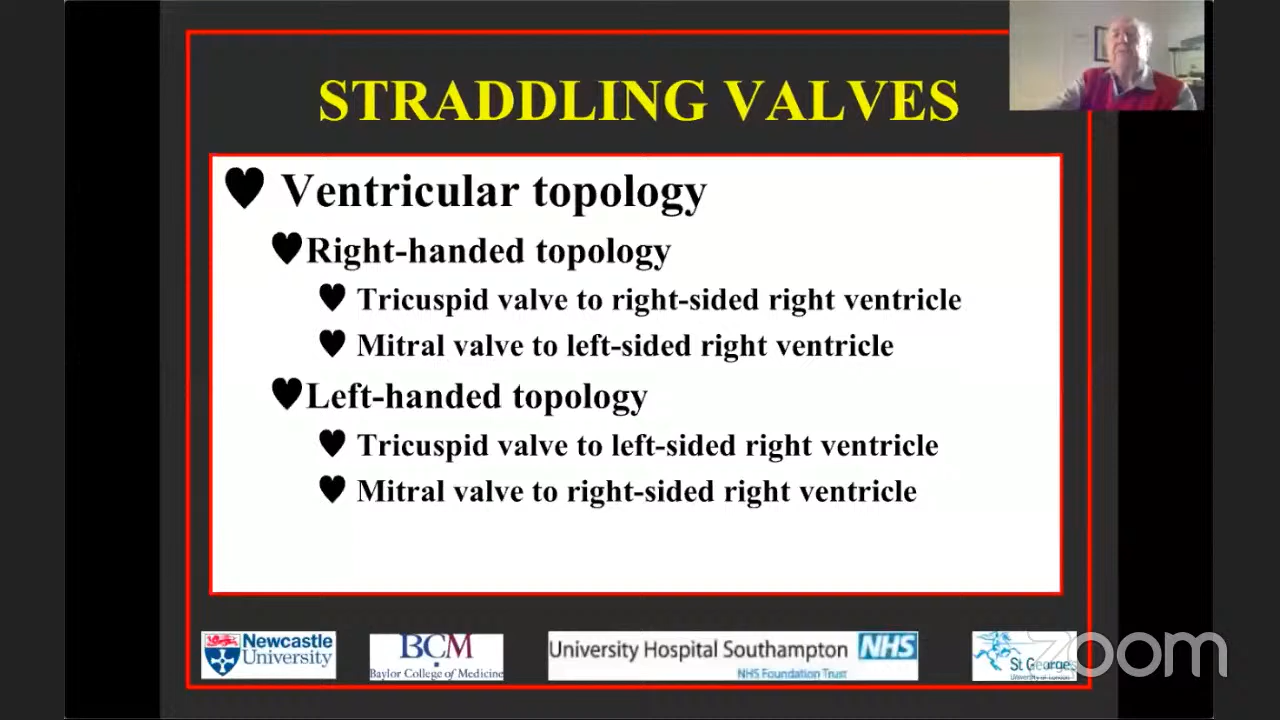 STRADDLING VALVES
Ventricular topology
Right-handed topology
Tricuspid valve to right-sided right ventricle
Mitral valve to left-sided right ventricle
Left-handed topology
Tricuspid valve to left-sided right ventricle
Mitral valve to right-sided right ventricle
Newcastle
University
BCM
Baylor College of Medicine
University Hospital Southampton NHS
NHS Foundation Trust
St George's
University of London
zoom